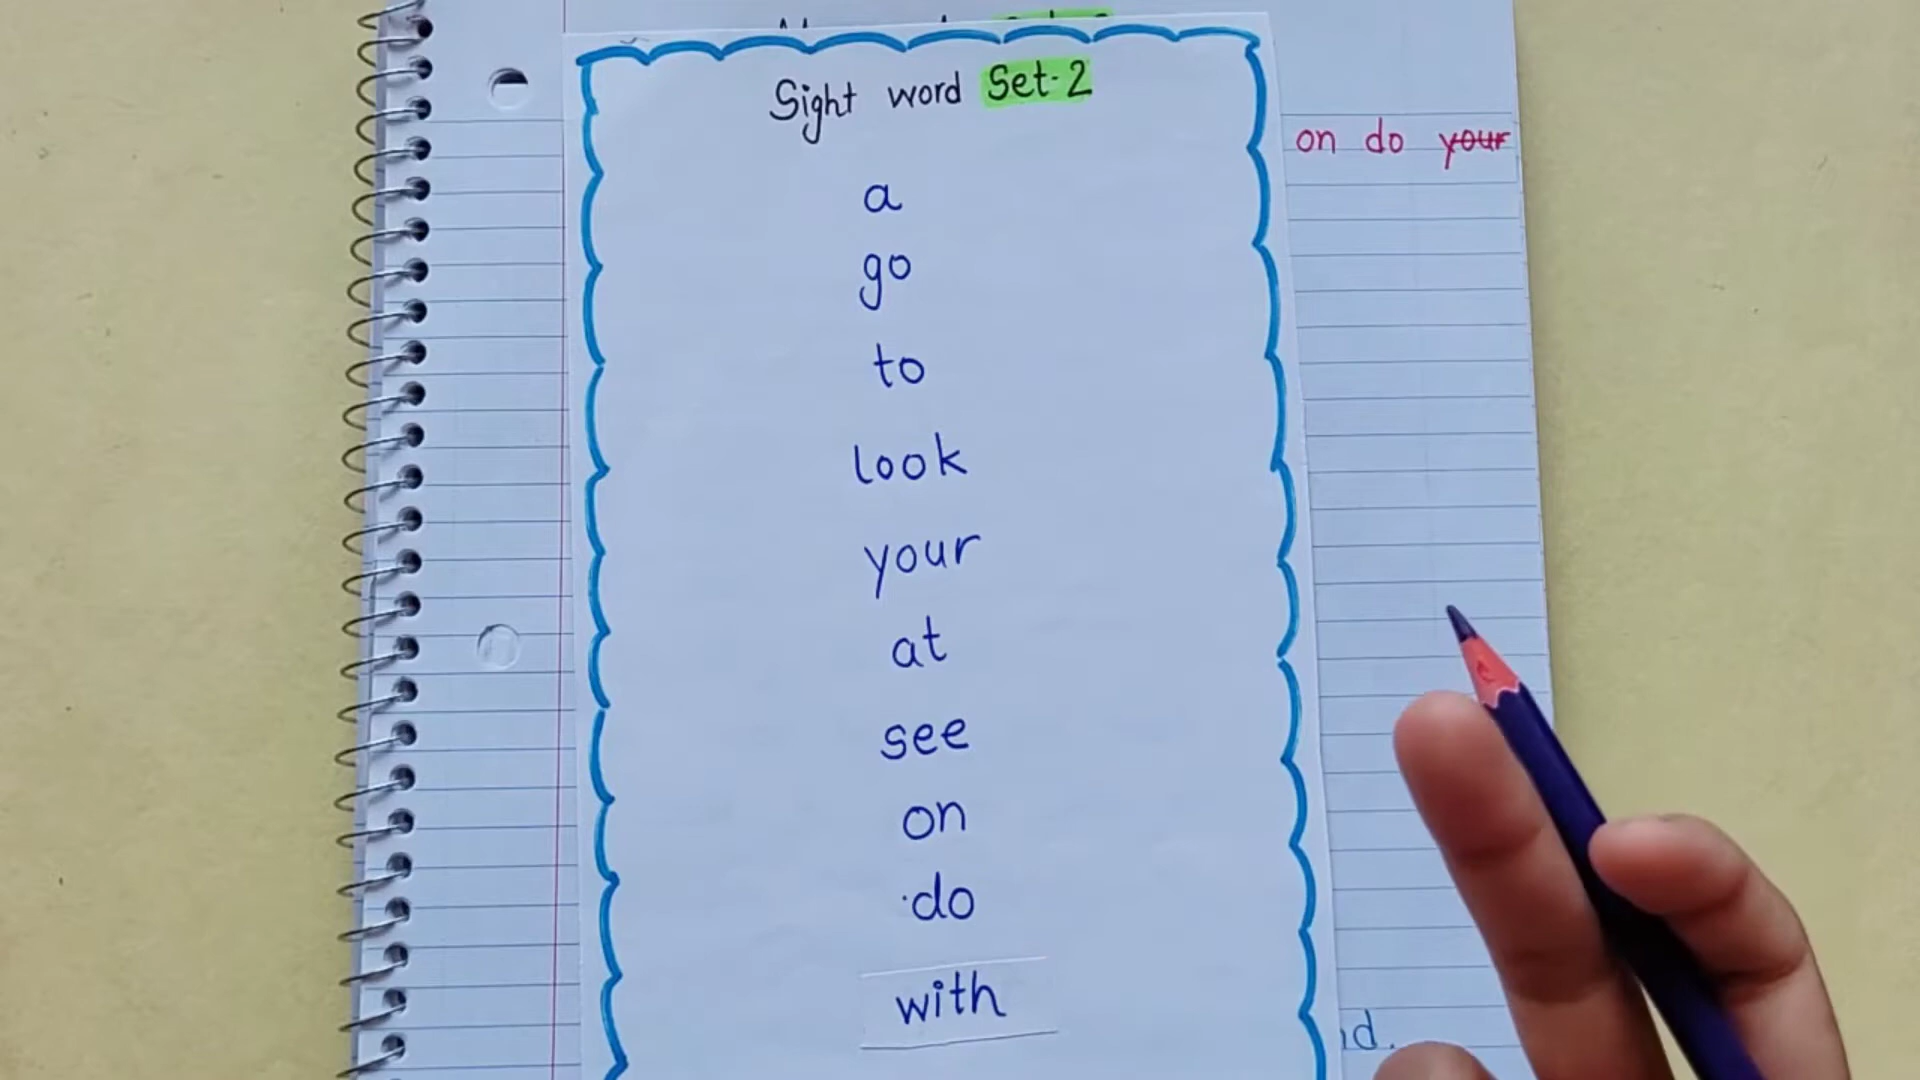 Sight word Set-2
on do your
a
go
to
look
your
at
see
on
do
with